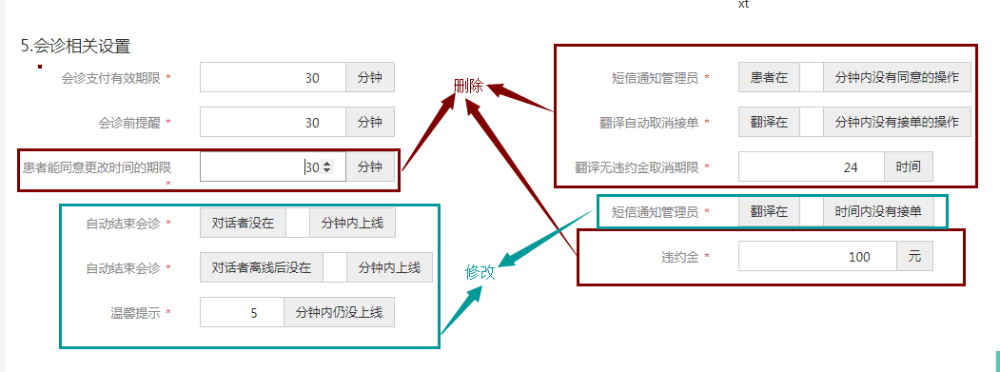 xt
5.会诊相关设置
会诊支付有效期限 * 30 分钟
会诊前提醒 * 30 分钟
患者能同意更改时间的期限
* 30 分钟
自动结束会诊 * 对话者没在 分钟内上线
自动结束会诊 * 对话者离线后没在 分钟内上线
温馨提示 * 5 分钟内仍没上线
删除
修改
短信通知管理员 * 患者在 分钟内没有同意的操作
翻译自动取消接单 * 翻译在 分钟内没有接单的操作
翻译无违约金取消期限 * 24 时间
短信通知管理员 * 翻译在 时间内没有接单
违约金 * 100 元